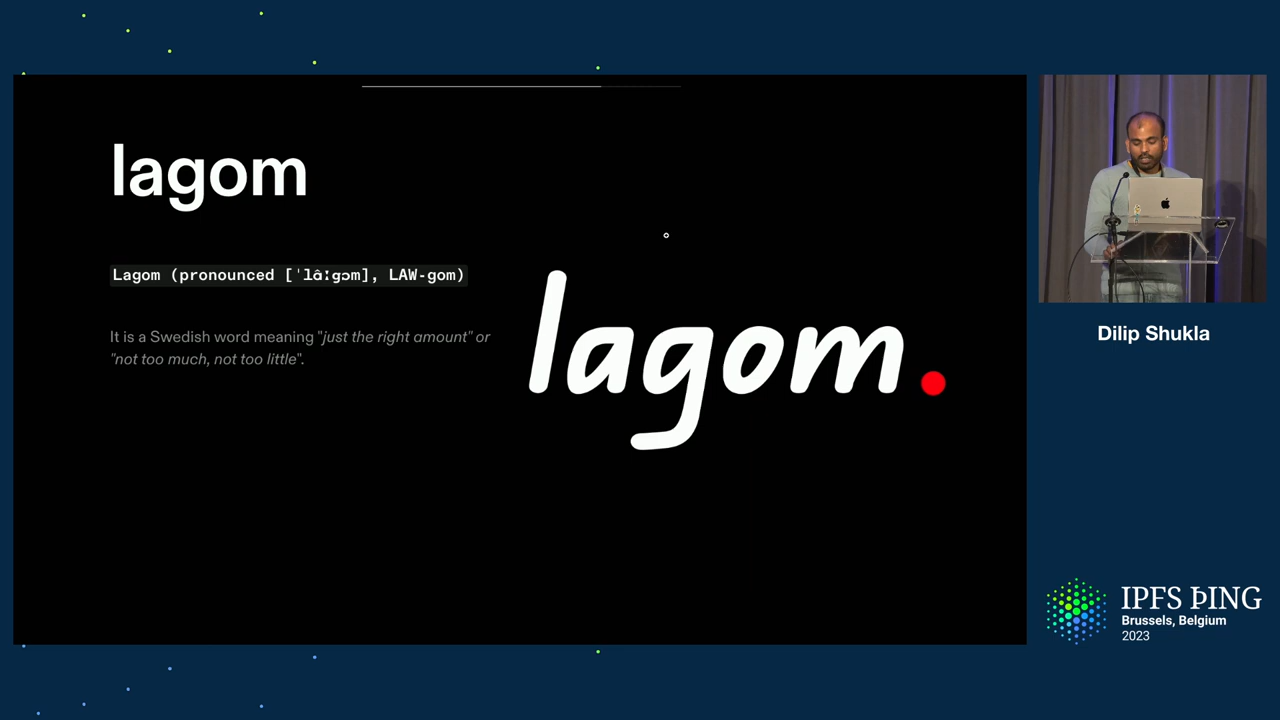 lagom
Lagom (pronounced [ˈlɑ̂ːɡɔm], LAW-gom)
It is a Swedish word meaning "just the right amount" or
"not too much, not too little".
lagom.
Dilip Shukla
IPFS ÞING
Brussels, Belgium
2023